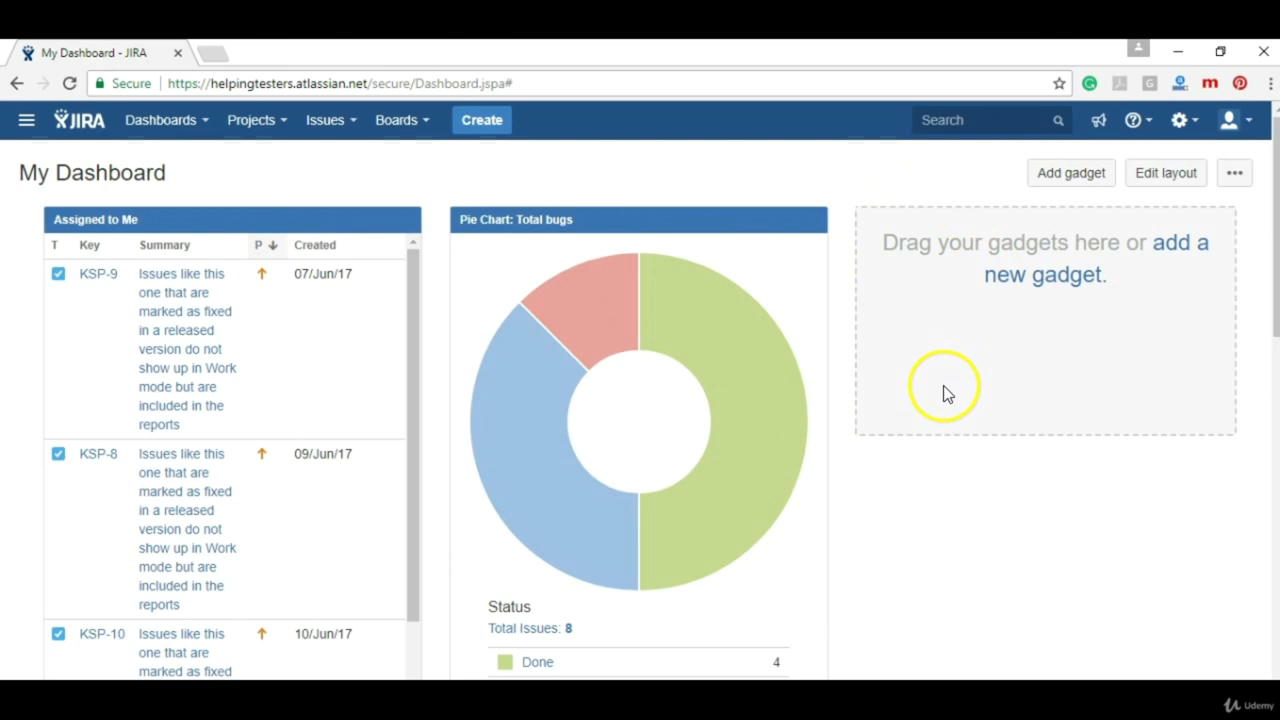 My Dashboard - JIRA
Secure https://helpingtesters.atlassian.net/secure/Dashboard.jspa#
JIRA Dashboards Projects Issues Boards Create Search
My Dashboard
Add gadget Edit layout
Assigned to Me
T Key Summary P Created
KSP-9 Issues like this 07/Jun/17
one that are
marked as fixed
in a released
version do not
show up in Work
mode but are
included in the
reports
KSP-8 Issues like this 09/Jun/17
one that are
marked as fixed
in a released
version do not
show up in Work
mode but are
included in the
reports
KSP-10 Issues like this 10/Jun/17
one that are
marked as fixed
Pie Chart: Total bugs
Status
Total Issues: 8
Done 4
Drag your gadgets here or add a
new gadget.
Udemy